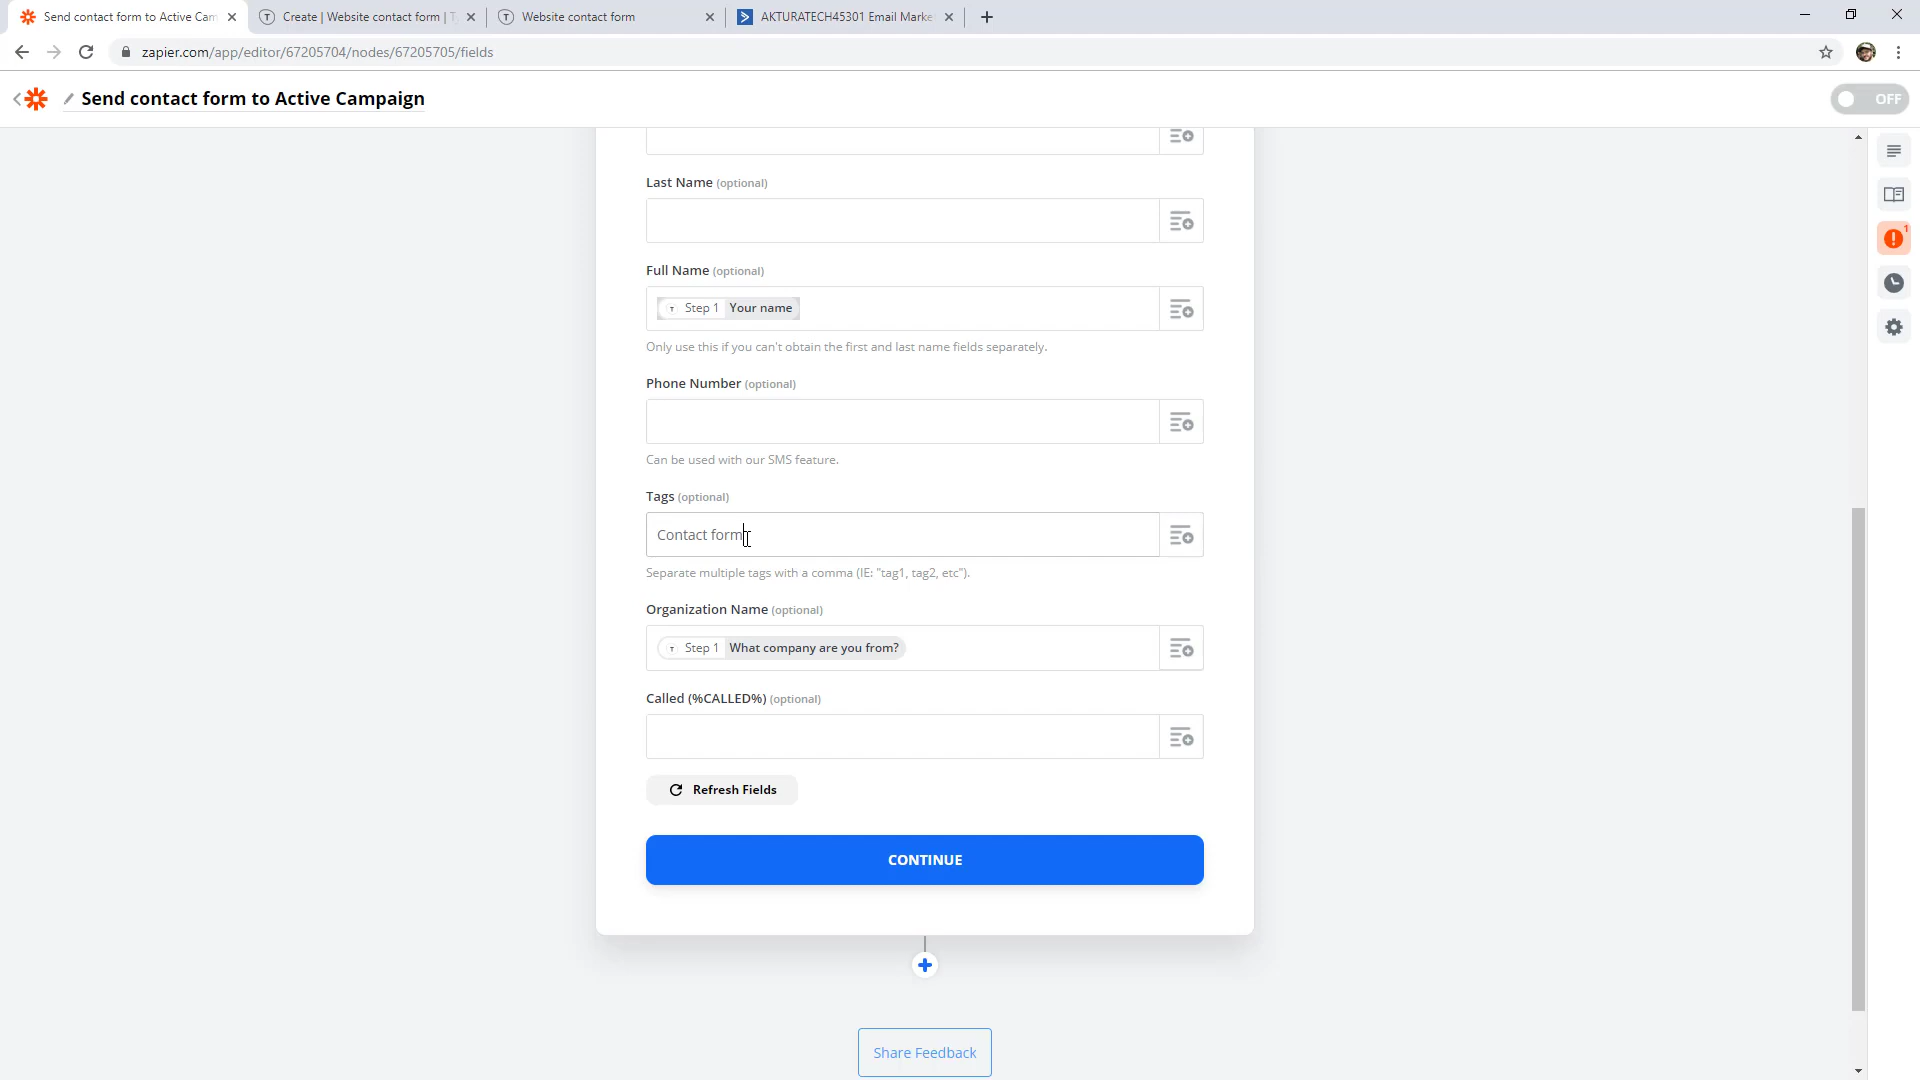 Send contact form to Active Cam
Create | Website contact form | T
Website contact form
AKTURATECH45301 Email Marke
zapier.com/app/editor/67205704/nodes/67205705/fields
Send contact form to Active Campaign
OFF
Last Name (optional)
Full Name (optional)
Step 1 Your name
Only use this if you can't obtain the first and last name fields separately.
Phone Number (optional)
Can be used with our SMS feature.
Tags (optional)
Contact form
Separate multiple tags with a comma (IE: "tag1, tag2, etc").
Organization Name (optional)
Step 1 What company are you from?
Called (%CALLED%) (optional)
Refresh Fields
CONTINUE
Share Feedback